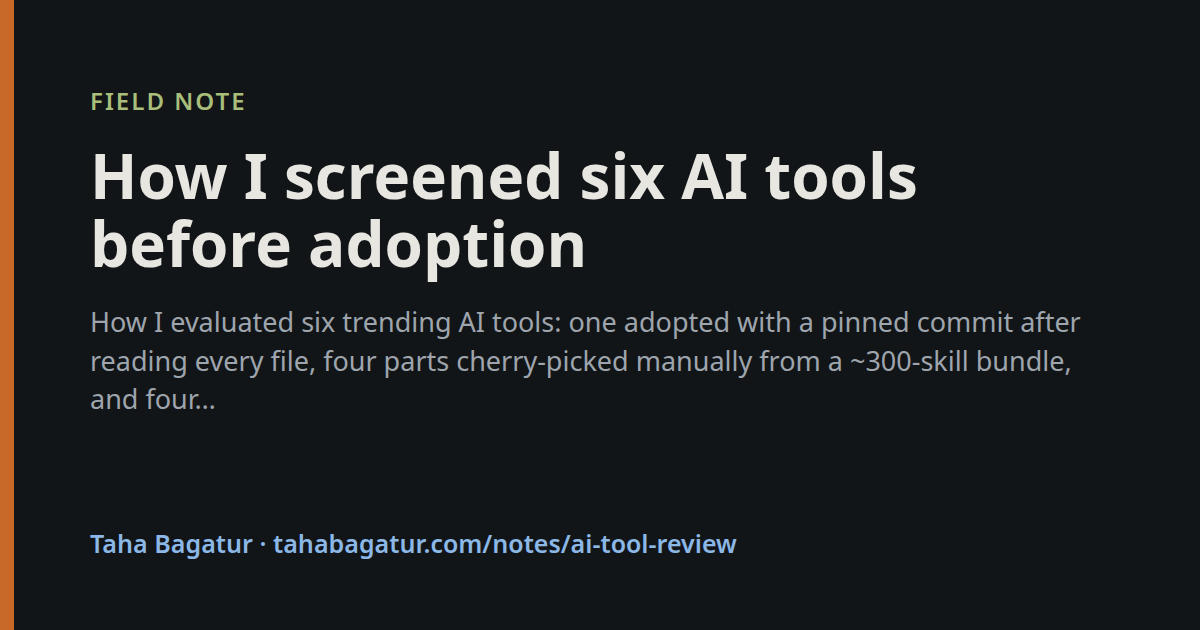 FIELD NOTE
How I screened six AI tools
before adoption
How I evaluated six trending AI tools: one adopted with a pinned commit after
reading every file, four parts cherry-picked manually from a ~300-skill bundle,
and four...
Taha Bagatur · tahabagatur.com/notes/ai-tool-review